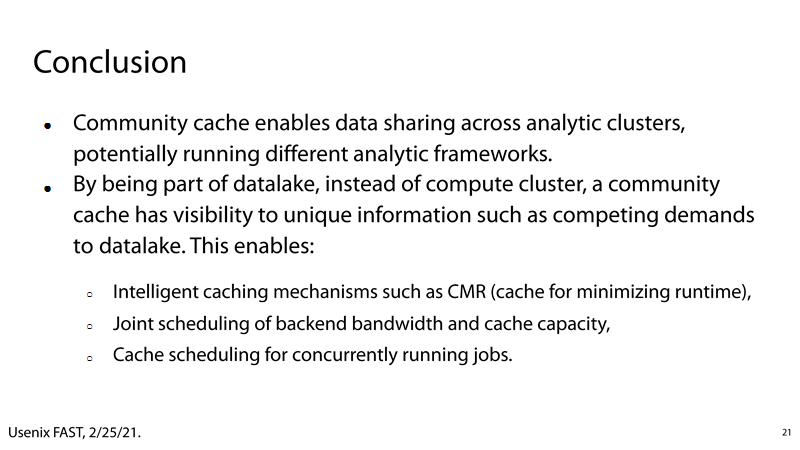 Conclusion
• Community cache enables data sharing across analytic clusters,
potentially running different analytic frameworks.
• By being part of datalake, instead of compute cluster, a community
cache has visibility to unique information such as competing demands
to datalake. This enables:
○ Intelligent caching mechanisms such as CMR (cache for minimizing runtime),
○ Joint scheduling of backend bandwidth and cache capacity,
○ Cache scheduling for concurrently running jobs.
Usenix FAST, 2/25/21.
21